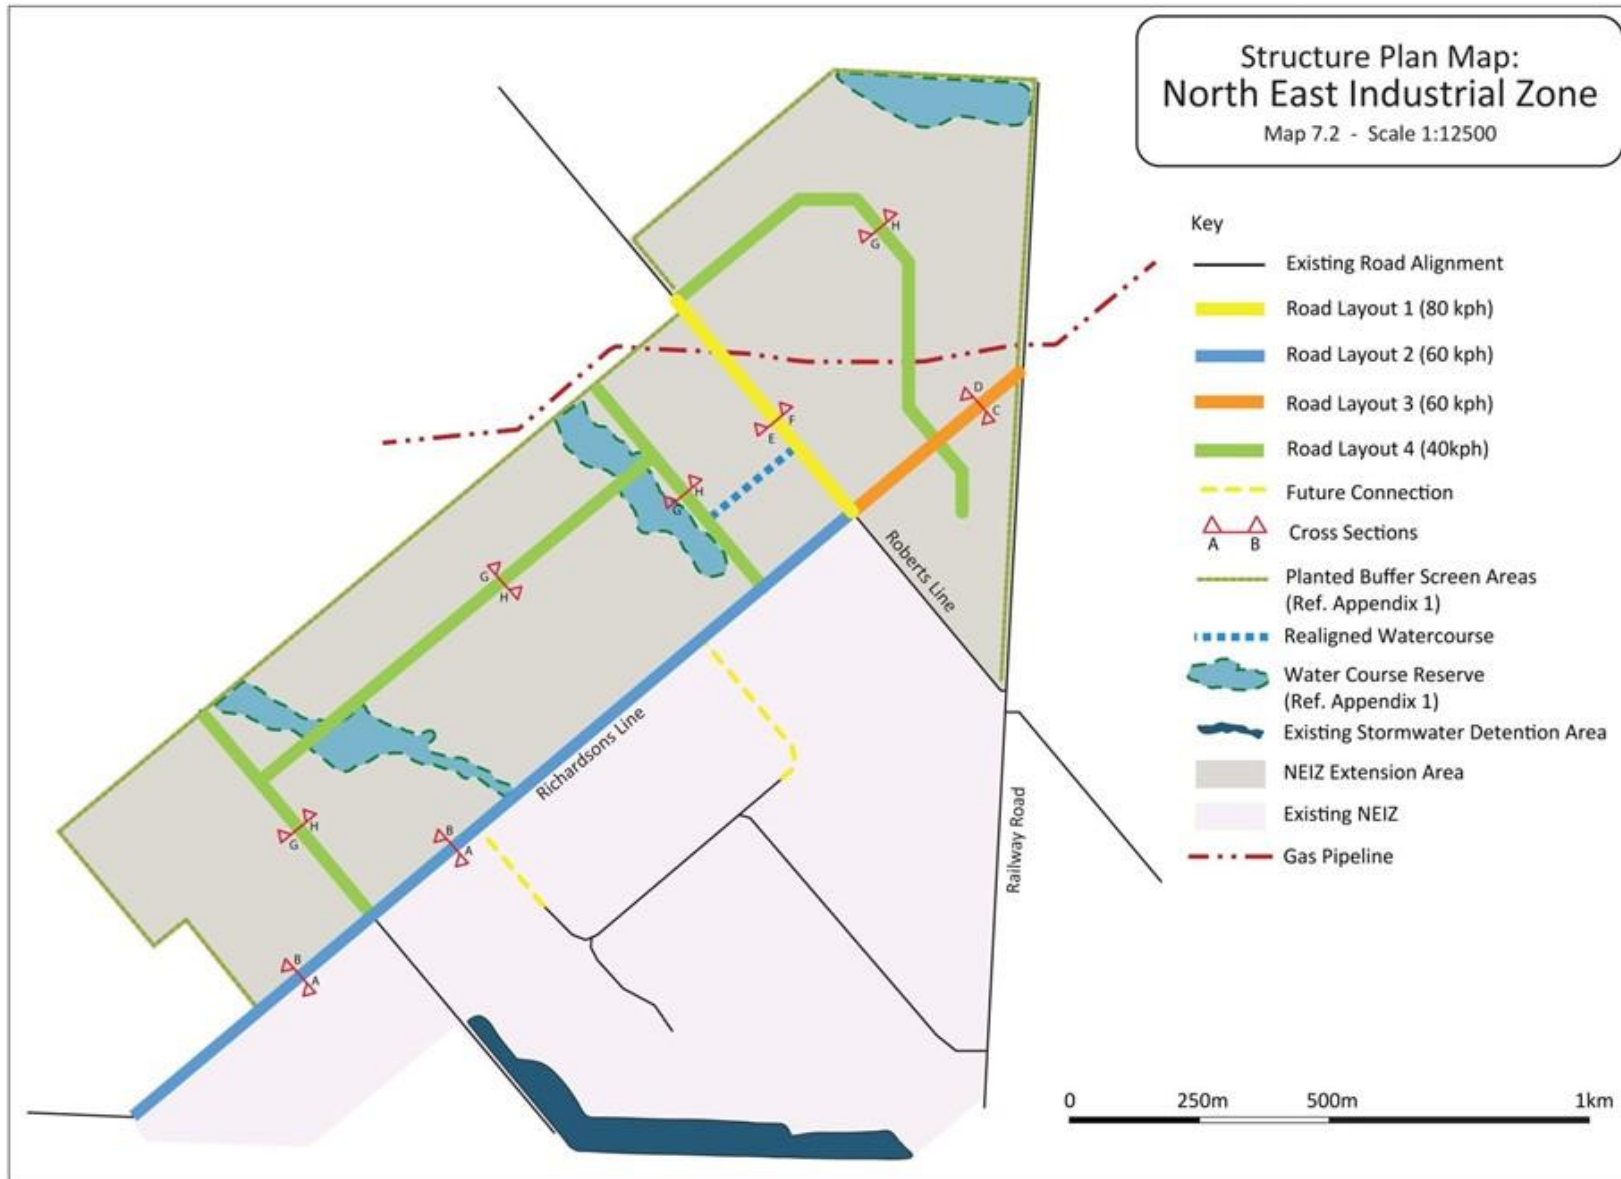 Structure Plan Map:
North East Industrial Zone
Map 7.2 - Scale 1:12500
Key
Existing Road Alignment
Road Layout 1 (80 kph)
Road Layout 2 (60 kph)
Road Layout 3 (60 kph)
Road Layout 4 (40kph)
Future Connection
Cross Sections
A B
Planted Buffer Screen Areas
(Ref. Appendix 1)
Realigned Watercourse
Water Course Reserve
(Ref. Appendix 1)
Existing Stormwater Detention Area
NEIZ Extension Area
Existing NEIZ
Gas Pipeline
H
G
D
C
F
E
H
G
G
H
Roberts Line
Richardsons Line
Railway Road
H
G
B
A
B
A
0 250m 500m 1km